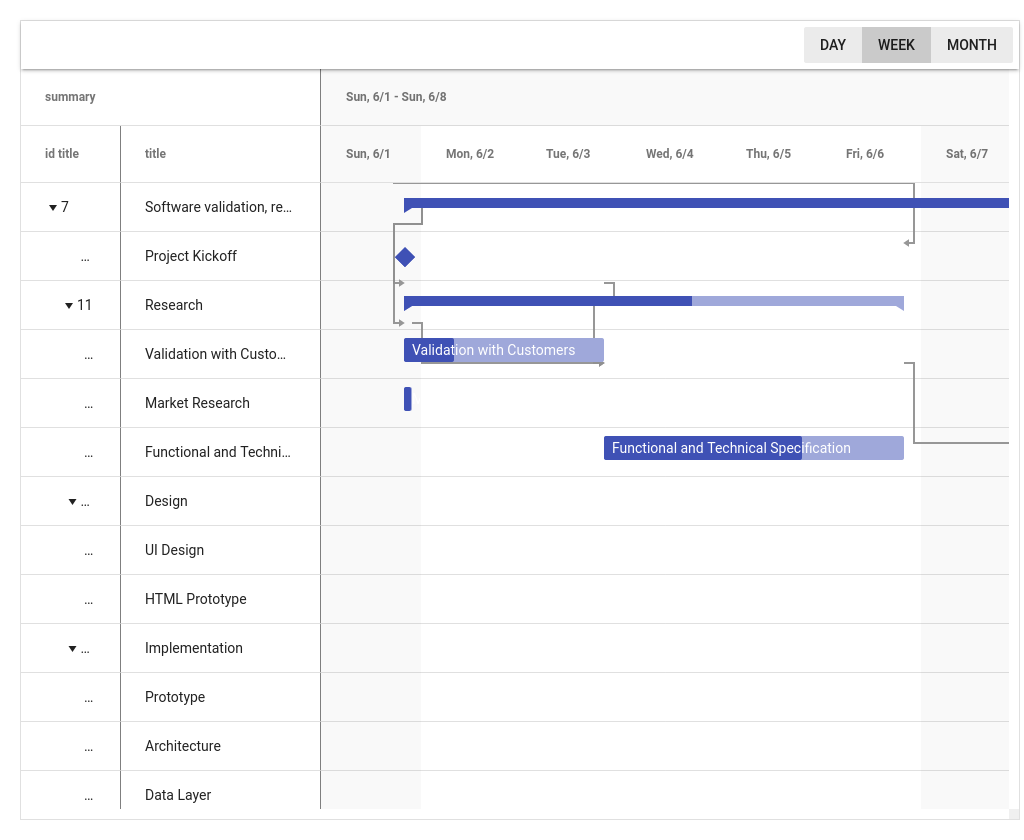 DAY WEEK MONTH
summary Sun, 6/1 - Sun, 6/8
id title title Sun, 6/1 Mon, 6/2 Tue, 6/3 Wed, 6/4 Thu, 6/5 Fri, 6/6 Sat, 6/7
7 Software validation, re…
… Project Kickoff
11 Research
… Validation with Custo… Validation with Customers
… Market Research
… Functional and Techni… Functional and Technical Specification
… Design
… UI Design
… HTML Prototype
… Implementation
… Prototype
… Architecture
… Data Layer